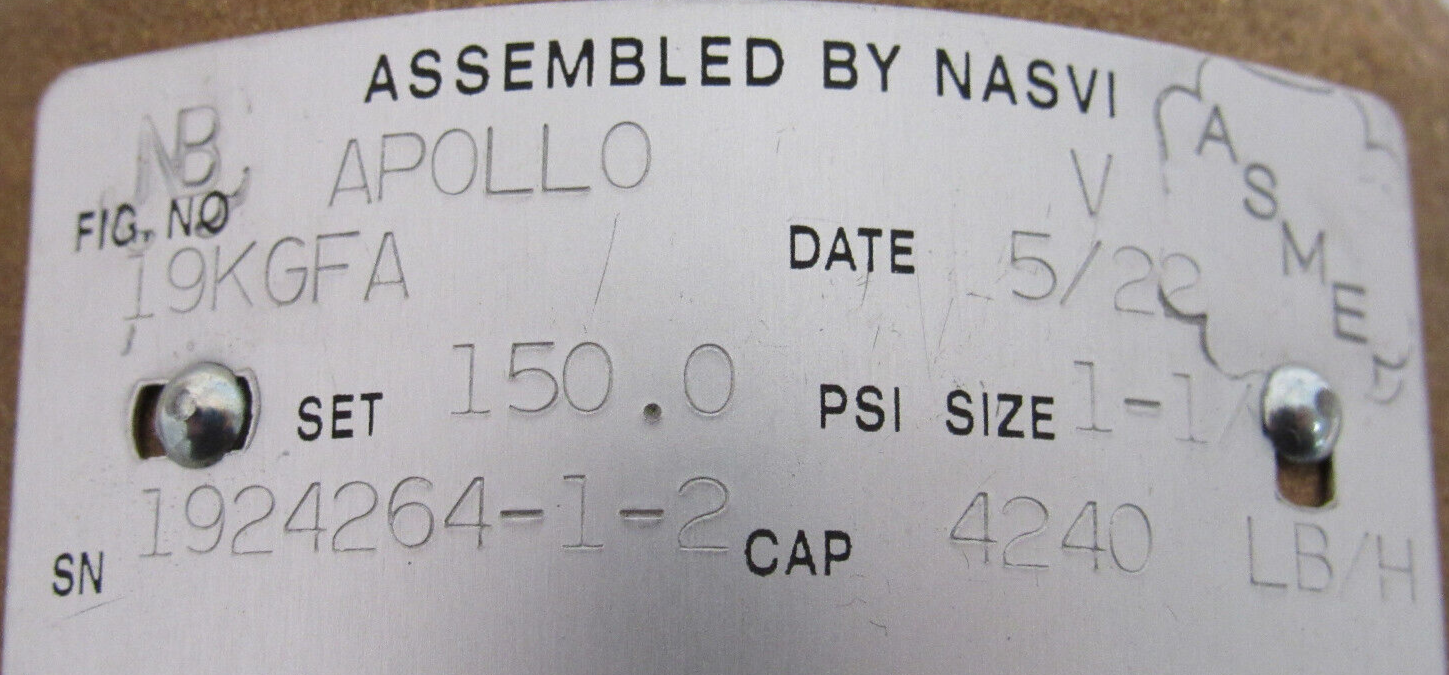 ASSEMBLED BY NASVI
NB APOLLO V ASME
FIG. NO
19KGFA DATE 5/22
SET 150.0 PSI SIZE 1-1/
SN 1924264-1-2 CAP 4240 LB/H